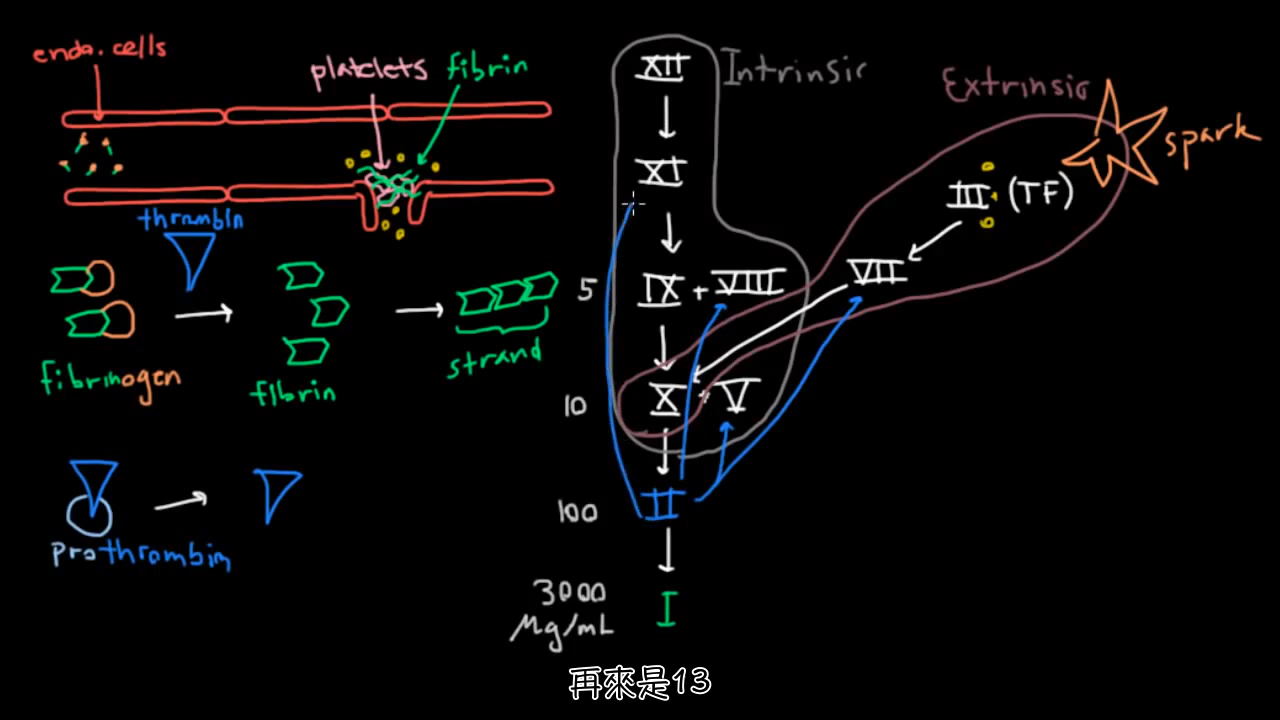 endo.cells
platelets
fibrin
thrombin
fibrinogen
fibrin
strand
prothrombin
XII
Intrinsic
Extrinsic
spark
XI
III (TF)
VII
5 IX + VIII
10 X + V
100 II
3000
Mg/mL
I
再來是13